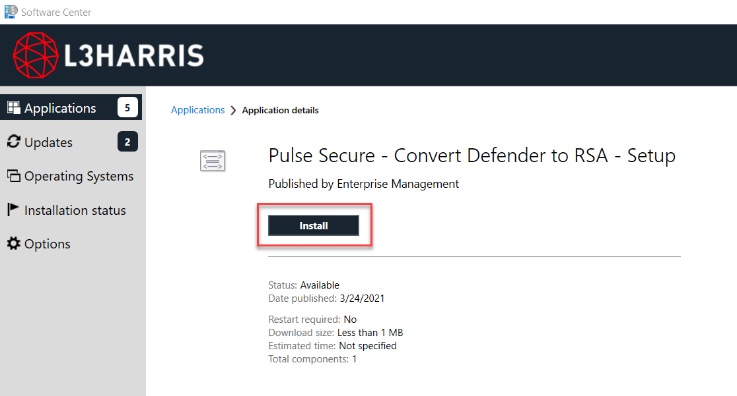 Software Center
L3HARRIS
Applications 5
Updates 2
Operating Systems
Installation status
Options
Applications > Application details
Pulse Secure - Convert Defender to RSA - Setup
Published by Enterprise Management
Install
Status: Available
Date published: 3/24/2021
Restart required: No
Download size: Less than 1 MB
Estimated time: Not specified
Total components: 1